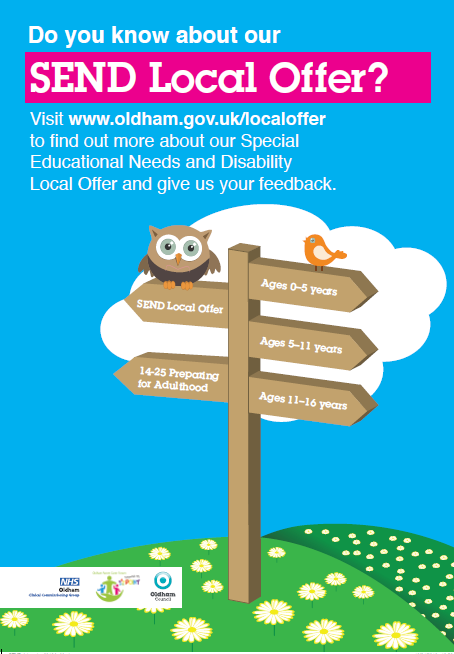 Do you know about our
SEND Local Offer?
Visit www.oldham.gov.uk/localoffer
to find out more about our Special
Educational Needs and Disability
Local Offer and give us your feedback.
SEND Local Offer
Ages 0–5 years
Ages 5–11 years
14-25 Preparing
for Adulthood
Ages 11–16 years
NHS
Oldham
Clinical Commissioning Group
Oldham
Council